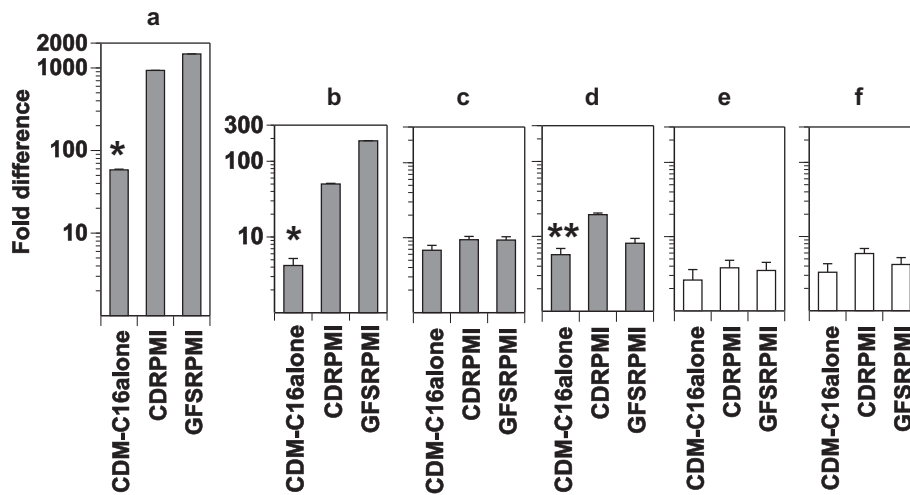 a
2000
1000
100
10
Fold difference
*
CDM-C16alone
CDRPMI
GFSRPMI
b
300
100
10
*
CDM-C16alone
CDRPMI
GFSRPMI
c
CDM-C16alone
CDRPMI
GFSRPMI
d
**
CDM-C16alone
CDRPMI
GFSRPMI
e
CDM-C16alone
CDRPMI
GFSRPMI
f
CDM-C16alone
CDRPMI
GFSRPMI